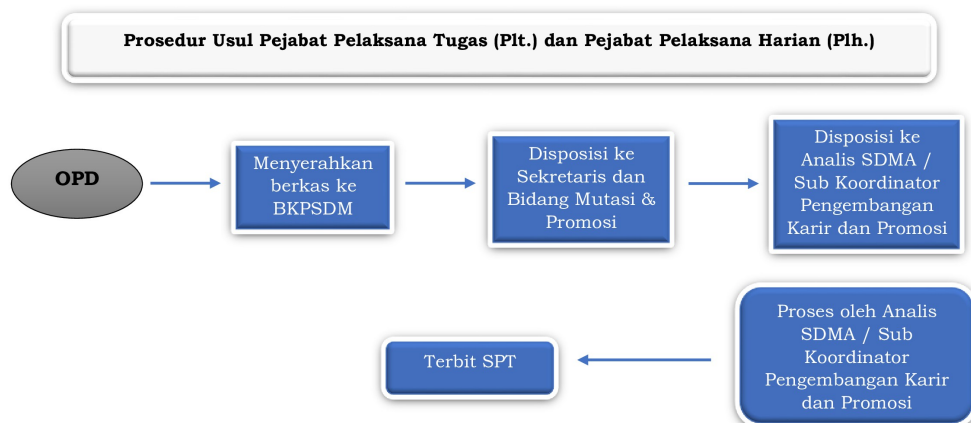 Prosedur Usul Pejabat Pelaksana Tugas (Plt.) dan Pejabat Pelaksana Harian (Plh.)
OPD
Menyerahkan
berkas ke
BKPSDM
Disposisi ke
Sekretaris dan
Bidang Mutasi &
Promosi
Disposisi ke
Analis SDMA /
Sub Koordinator
Pengembangan
Karir dan Promosi
Proses oleh Analis
SDMA / Sub
Koordinator
Pengembangan Karir
dan Promosi
Terbit SPT